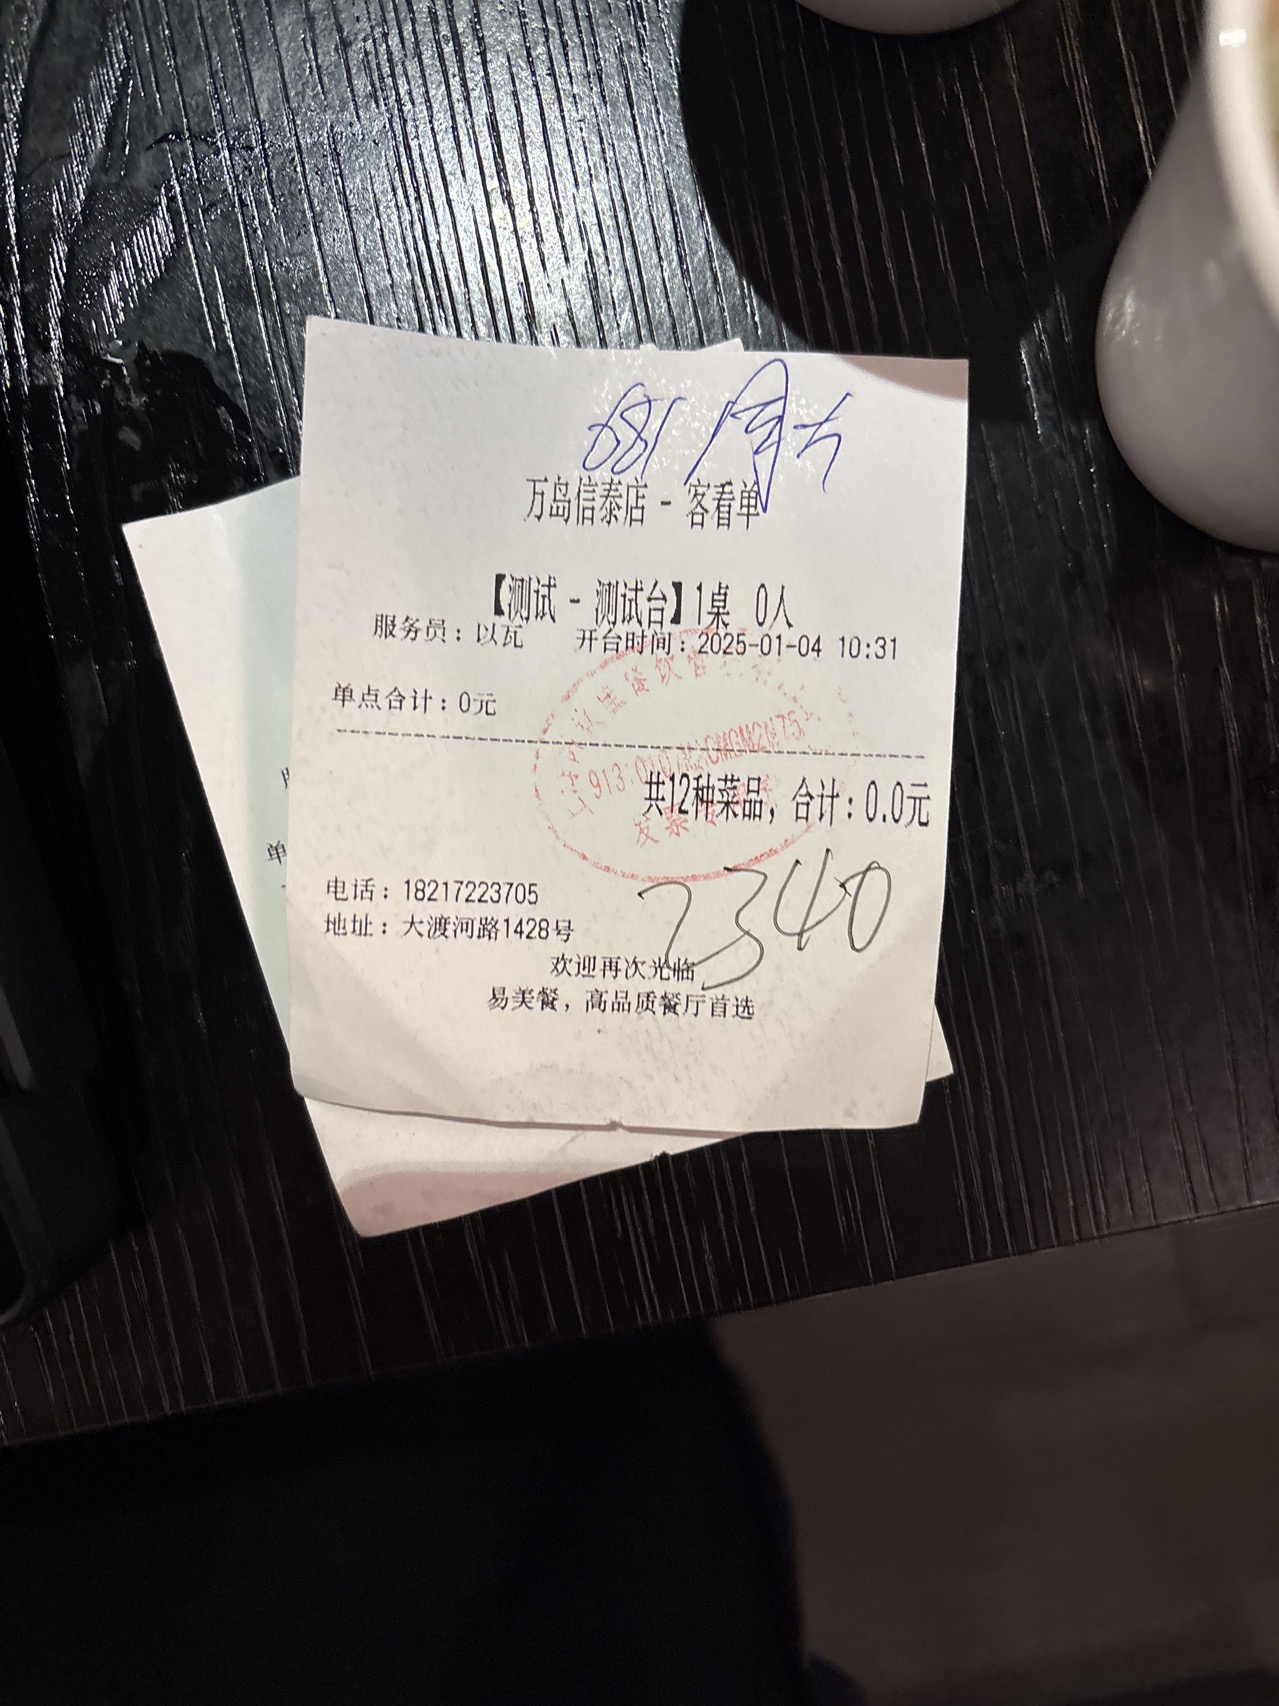 681
万岛信泰店 - 客看单
【测试 - 测试台】1桌 0人
服务员：以瓦 开台时间：2025-01-04 10:31
单点合计：0元
共12种菜品，合计：0.0元
2340
电话：18217223705
地址：大渡河路1428号
欢迎再次光临
易美餐，高品质餐厅首选
单